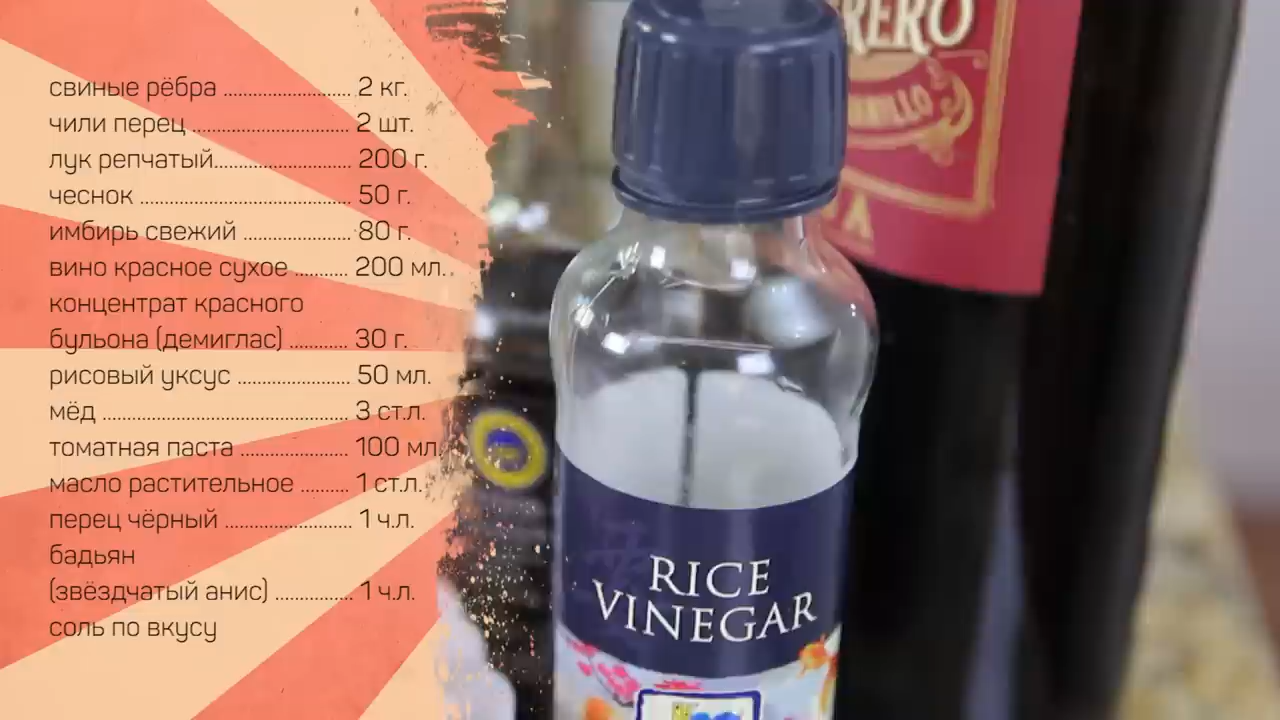 свиные рёбра ........................ 2 кг.
чили перец .............................. 2 шт.
лук репчатый.......................... 200 г.
чеснок ........................................ 50 г.
имбирь свежий .................... 80 г.
вино красное сухое .......... 200 мл.
концентрат красного
бульона (демиглас) ........... 30 г.
рисовый уксус ..................... 50 мл.
мёд ............................................... 3 ст.л.
томатная паста .................... 100 мл.
масло растительное ......... 1 ст.л.
перец чёрный ........................ 1 ч.л.
бадьян
(звёздчатый анис) ............... 1 ч.л.
соль по вкусу
RICE
VINEGAR